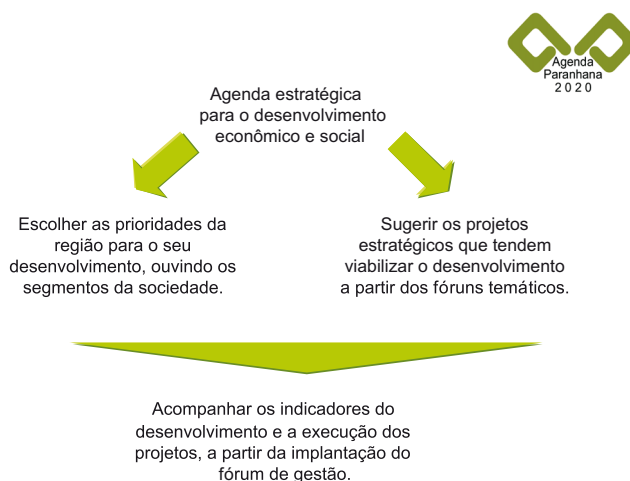 Agenda
Paranhana
2020
Agenda estratégica
para o desenvolvimento
econômico e social
Escolher as prioridades da
região para o seu
desenvolvimento, ouvindo os
segmentos da sociedade.
Sugerir os projetos
estratégicos que tendem
viabilizar o desenvolvimento
a partir dos fóruns temáticos.
Acompanhar os indicadores do
desenvolvimento e a execução dos
projetos, a partir da implantação do
fórum de gestão.